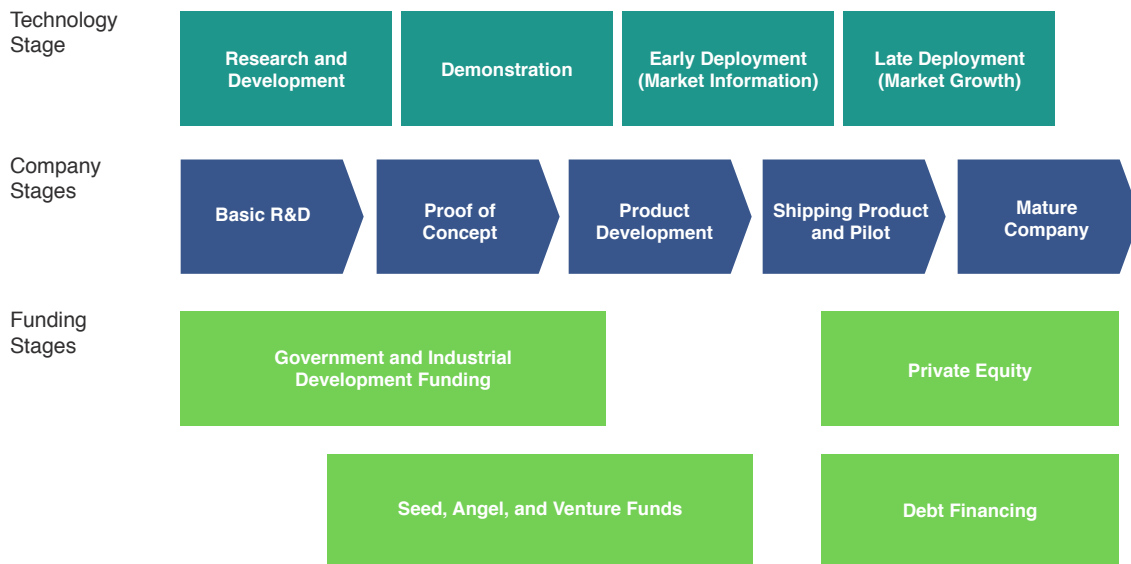 Technology
Stage
Research and
Development
Demonstration
Early Deployment
(Market Information)
Late Deployment
(Market Growth)
Company
Stages
Basic R&D
Proof of
Concept
Product
Development
Shipping Product
and Pilot
Mature
Company
Funding
Stages
Government and Industrial
Development Funding
Private Equity
Seed, Angel, and Venture Funds
Debt Financing